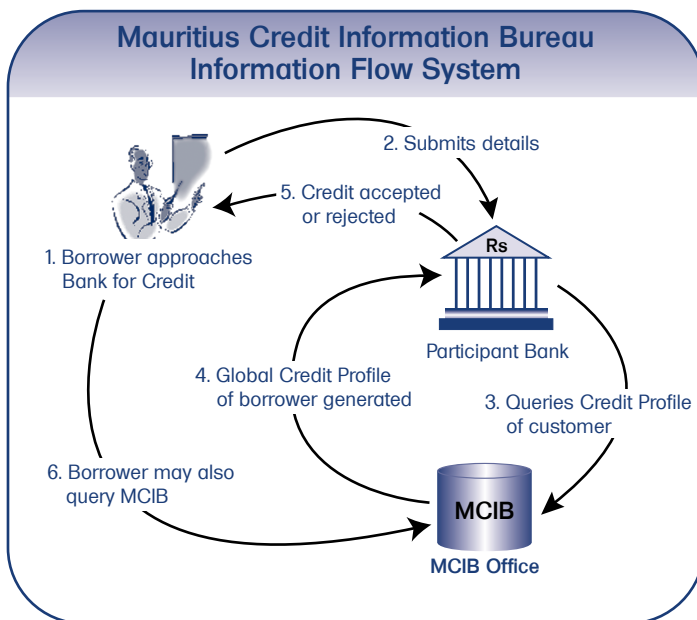 Mauritius Credit Information Bureau
Information Flow System
2. Submits details
5. Credit accepted
or rejected
Rs
1. Borrower approaches
Bank for Credit
Participant Bank
4. Global Credit Profile
of borrower generated
3. Queries Credit Profile
of customer
6. Borrower may also
query MCIB
MCIB
MCIB Office